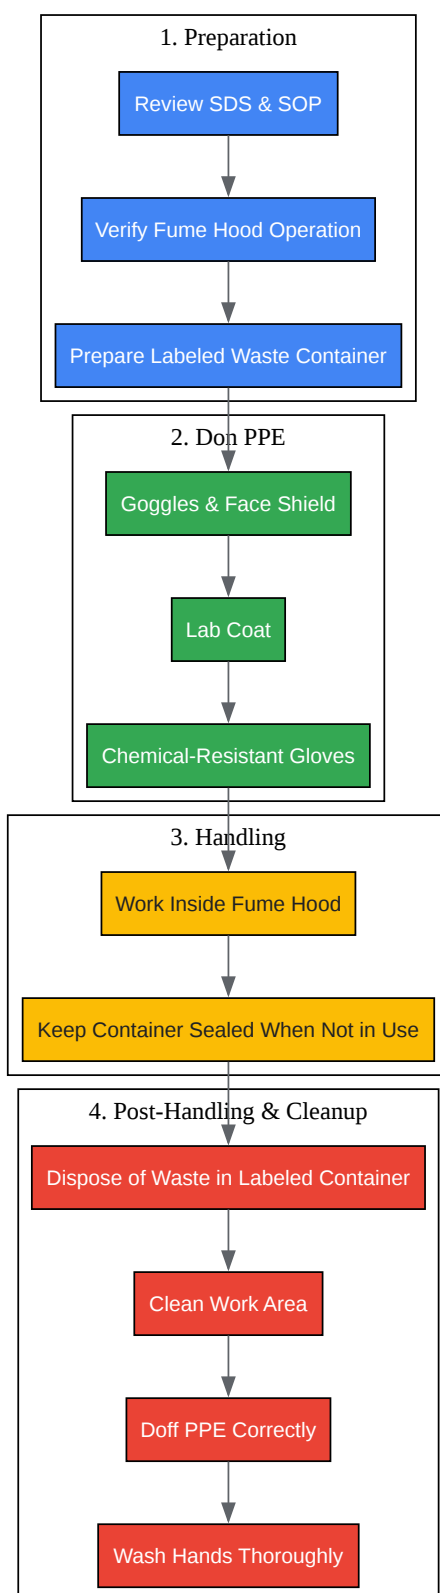 1. Preparation
Review SDS & SOP
Verify Fume Hood Operation
Prepare Labeled Waste Container
2. Don PPE
Goggles & Face Shield
Lab Coat
Chemical-Resistant Gloves
3. Handling
Work Inside Fume Hood
Keep Container Sealed When Not in Use
4. Post-Handling & Cleanup
Dispose of Waste in Labeled Container
Clean Work Area
Doff PPE Correctly
Wash Hands Thoroughly